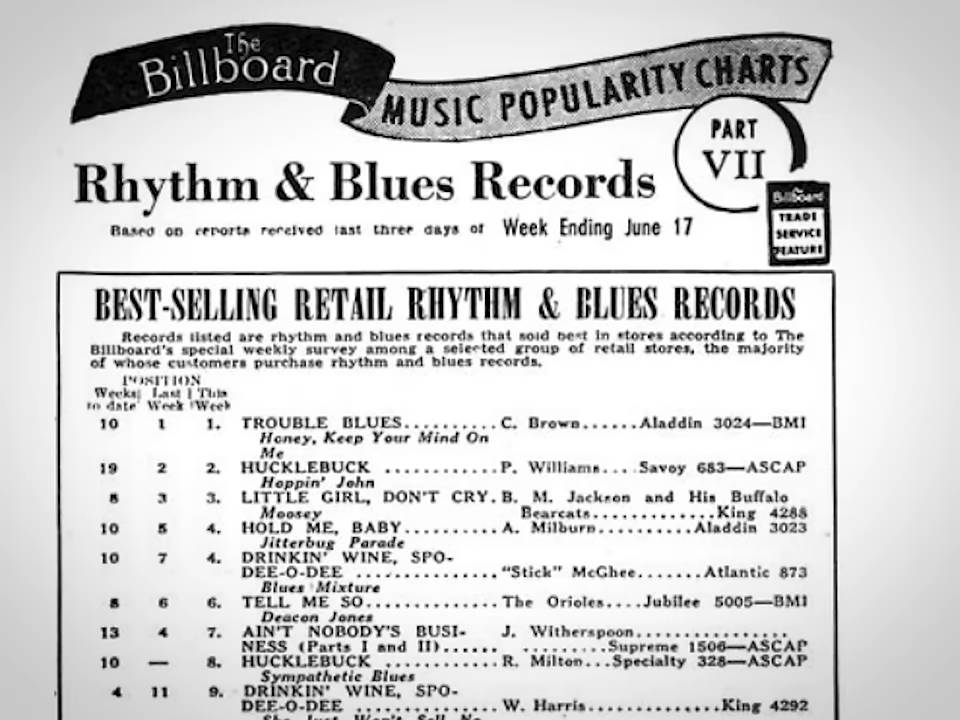 The
Billboard
MUSIC POPULARITY CHARTS
PART
VII
Rhythm & Blues Records
Billboard
TRADE
SERVICE
FEATURE
Based on reports received last three days of Week Ending June 17
BEST-SELLING RETAIL RHYTHM & BLUES RECORDS
Records listed are rhythm and blues records that sold best in stores according to The
Billboard's special weekly survey among a selected group of retail stores, the majority
of whose customers purchase rhythm and blues records.
POSITION
Weeks| Last | This
to date Week Week
10 1 1. TROUBLE BLUES..........C. Brown......Aladdin 3024—BMI
Honey, Keep Your Mind On
Me
19 2 2. HUCKLEBUCK ............P. Williams....Savoy 683—ASCAP
Hoppin' John
8 3 3. LITTLE GIRL, DON'T CRY.B. M. Jackson and His Buffalo
Moosey Bearcats.............King 4288
10 5 4. HOLD ME, BABY..........A. Milburn..........Aladdin 3023
Jitterbug Parade
10 7 4. DRINKIN' WINE, SPO-
DEE-O-DEE ..............."Stick" McGhee.......Atlantic 873
Blues Mixture
8 6 6. TELL ME SO..............The Orioles....Jubilee 5005—BMI
Deacon Jones
13 4 7. AIN'T NOBODY'S BUSI- J. Witherspoon................
NESS (Parts I and II)...... .........Supreme 1506—ASCAP
10 — 8. HUCKLEBUCK ............R. Milton...Specialty 328—ASCAP
Sympathetic Blues
4 11 9. DRINKIN' WINE, SPO-
DEE-O-DEE ...............W. Harris..............King 4292
She Just Won't Sell No